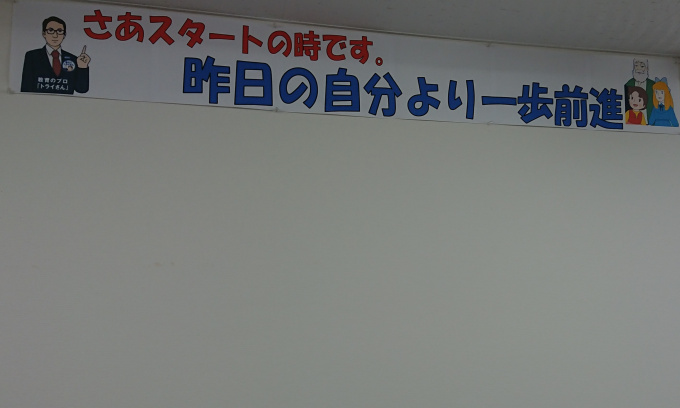 さあスタートの時です。
昨日の自分より一歩前進
教育のプロ
「トライさん」